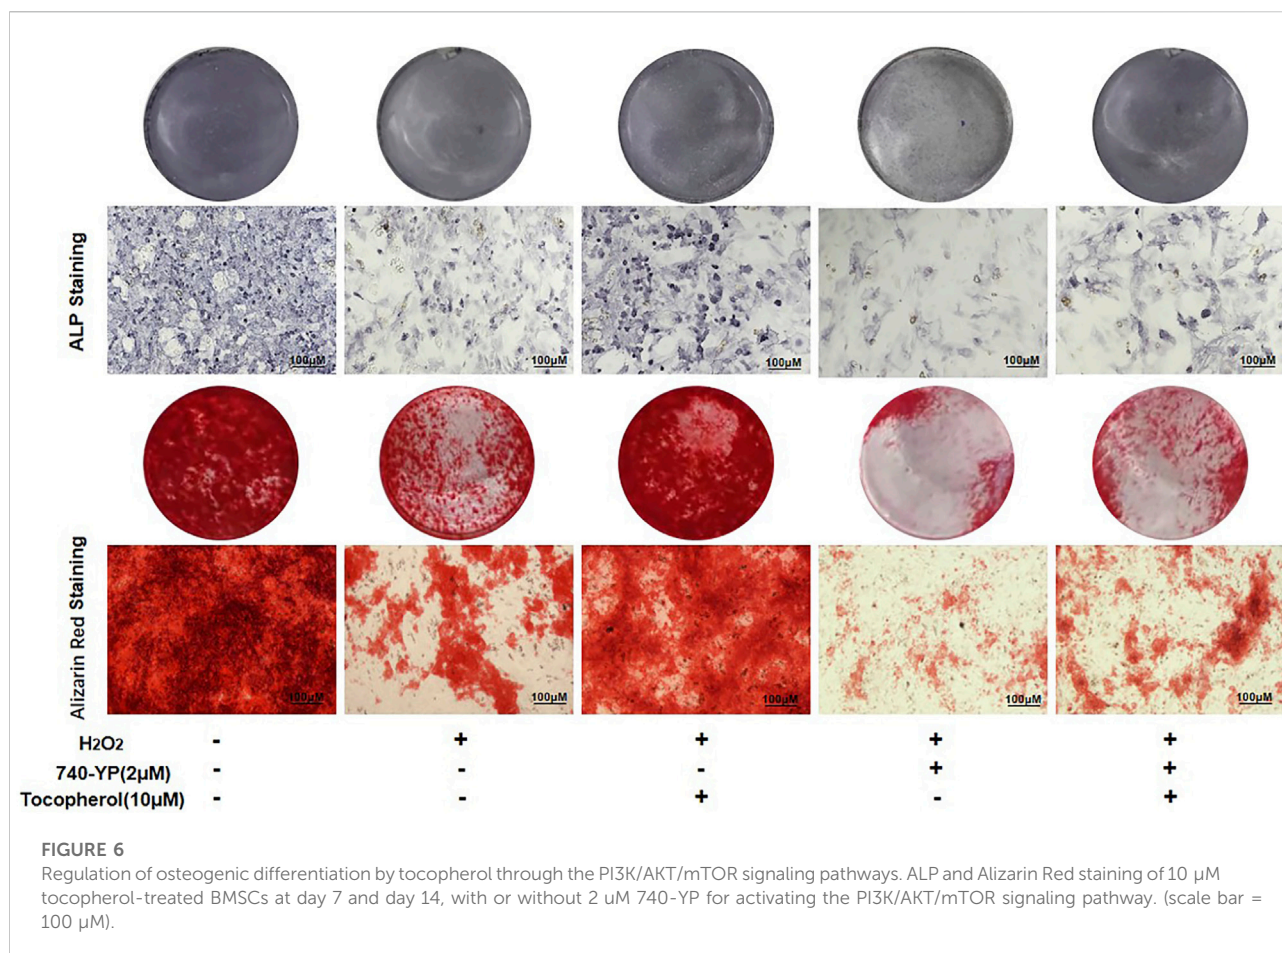 ALP Staining
100µM
100µM
100µM
100µM
100µM
Alizarin Red Staining
100µM
100µM
100µM
100µM
100µM
H2O2 - + + + +
740-YP(2µM) - - - + +
Tocopherol(10µM) - - + - +
FIGURE 6
Regulation of osteogenic differentiation by tocopherol through the PI3K/AKT/mTOR signaling pathways. ALP and Alizarin Red staining of 10 µM
tocopherol-treated BMSCs at day 7 and day 14, with or without 2 uM 740-YP for activating the PI3K/AKT/mTOR signaling pathway. (scale bar =
100 µM).